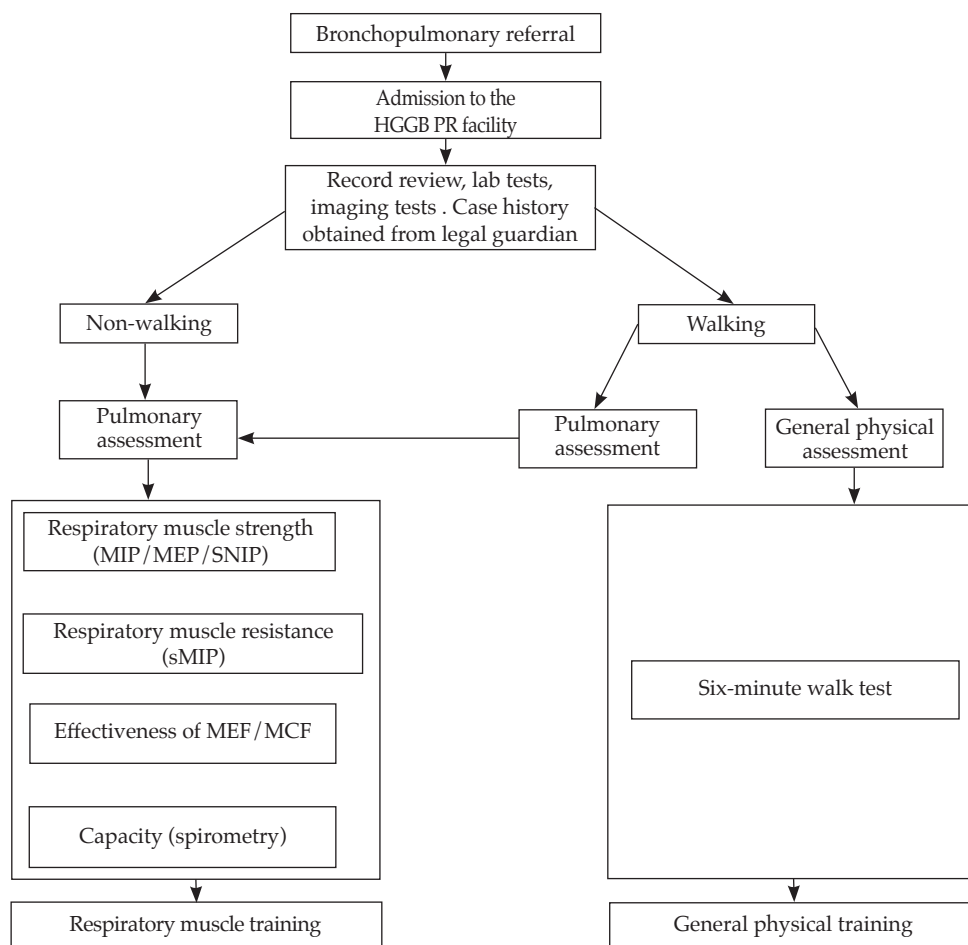 Bronchopulmonary referral
Admission to the
HGGB PR facility
Record review, lab tests,
imaging tests . Case history
obtained from legal guardian
Non-walking
Walking
Pulmonary
assessment
Pulmonary
assessment
General physical
assessment
Respiratory muscle strength
(MIP/MEP/SNIP)
Respiratory muscle resistance
(sMIP)
Effectiveness of MEF/MCF
Capacity (spirometry)
Six-minute walk test
Respiratory muscle training
General physical training